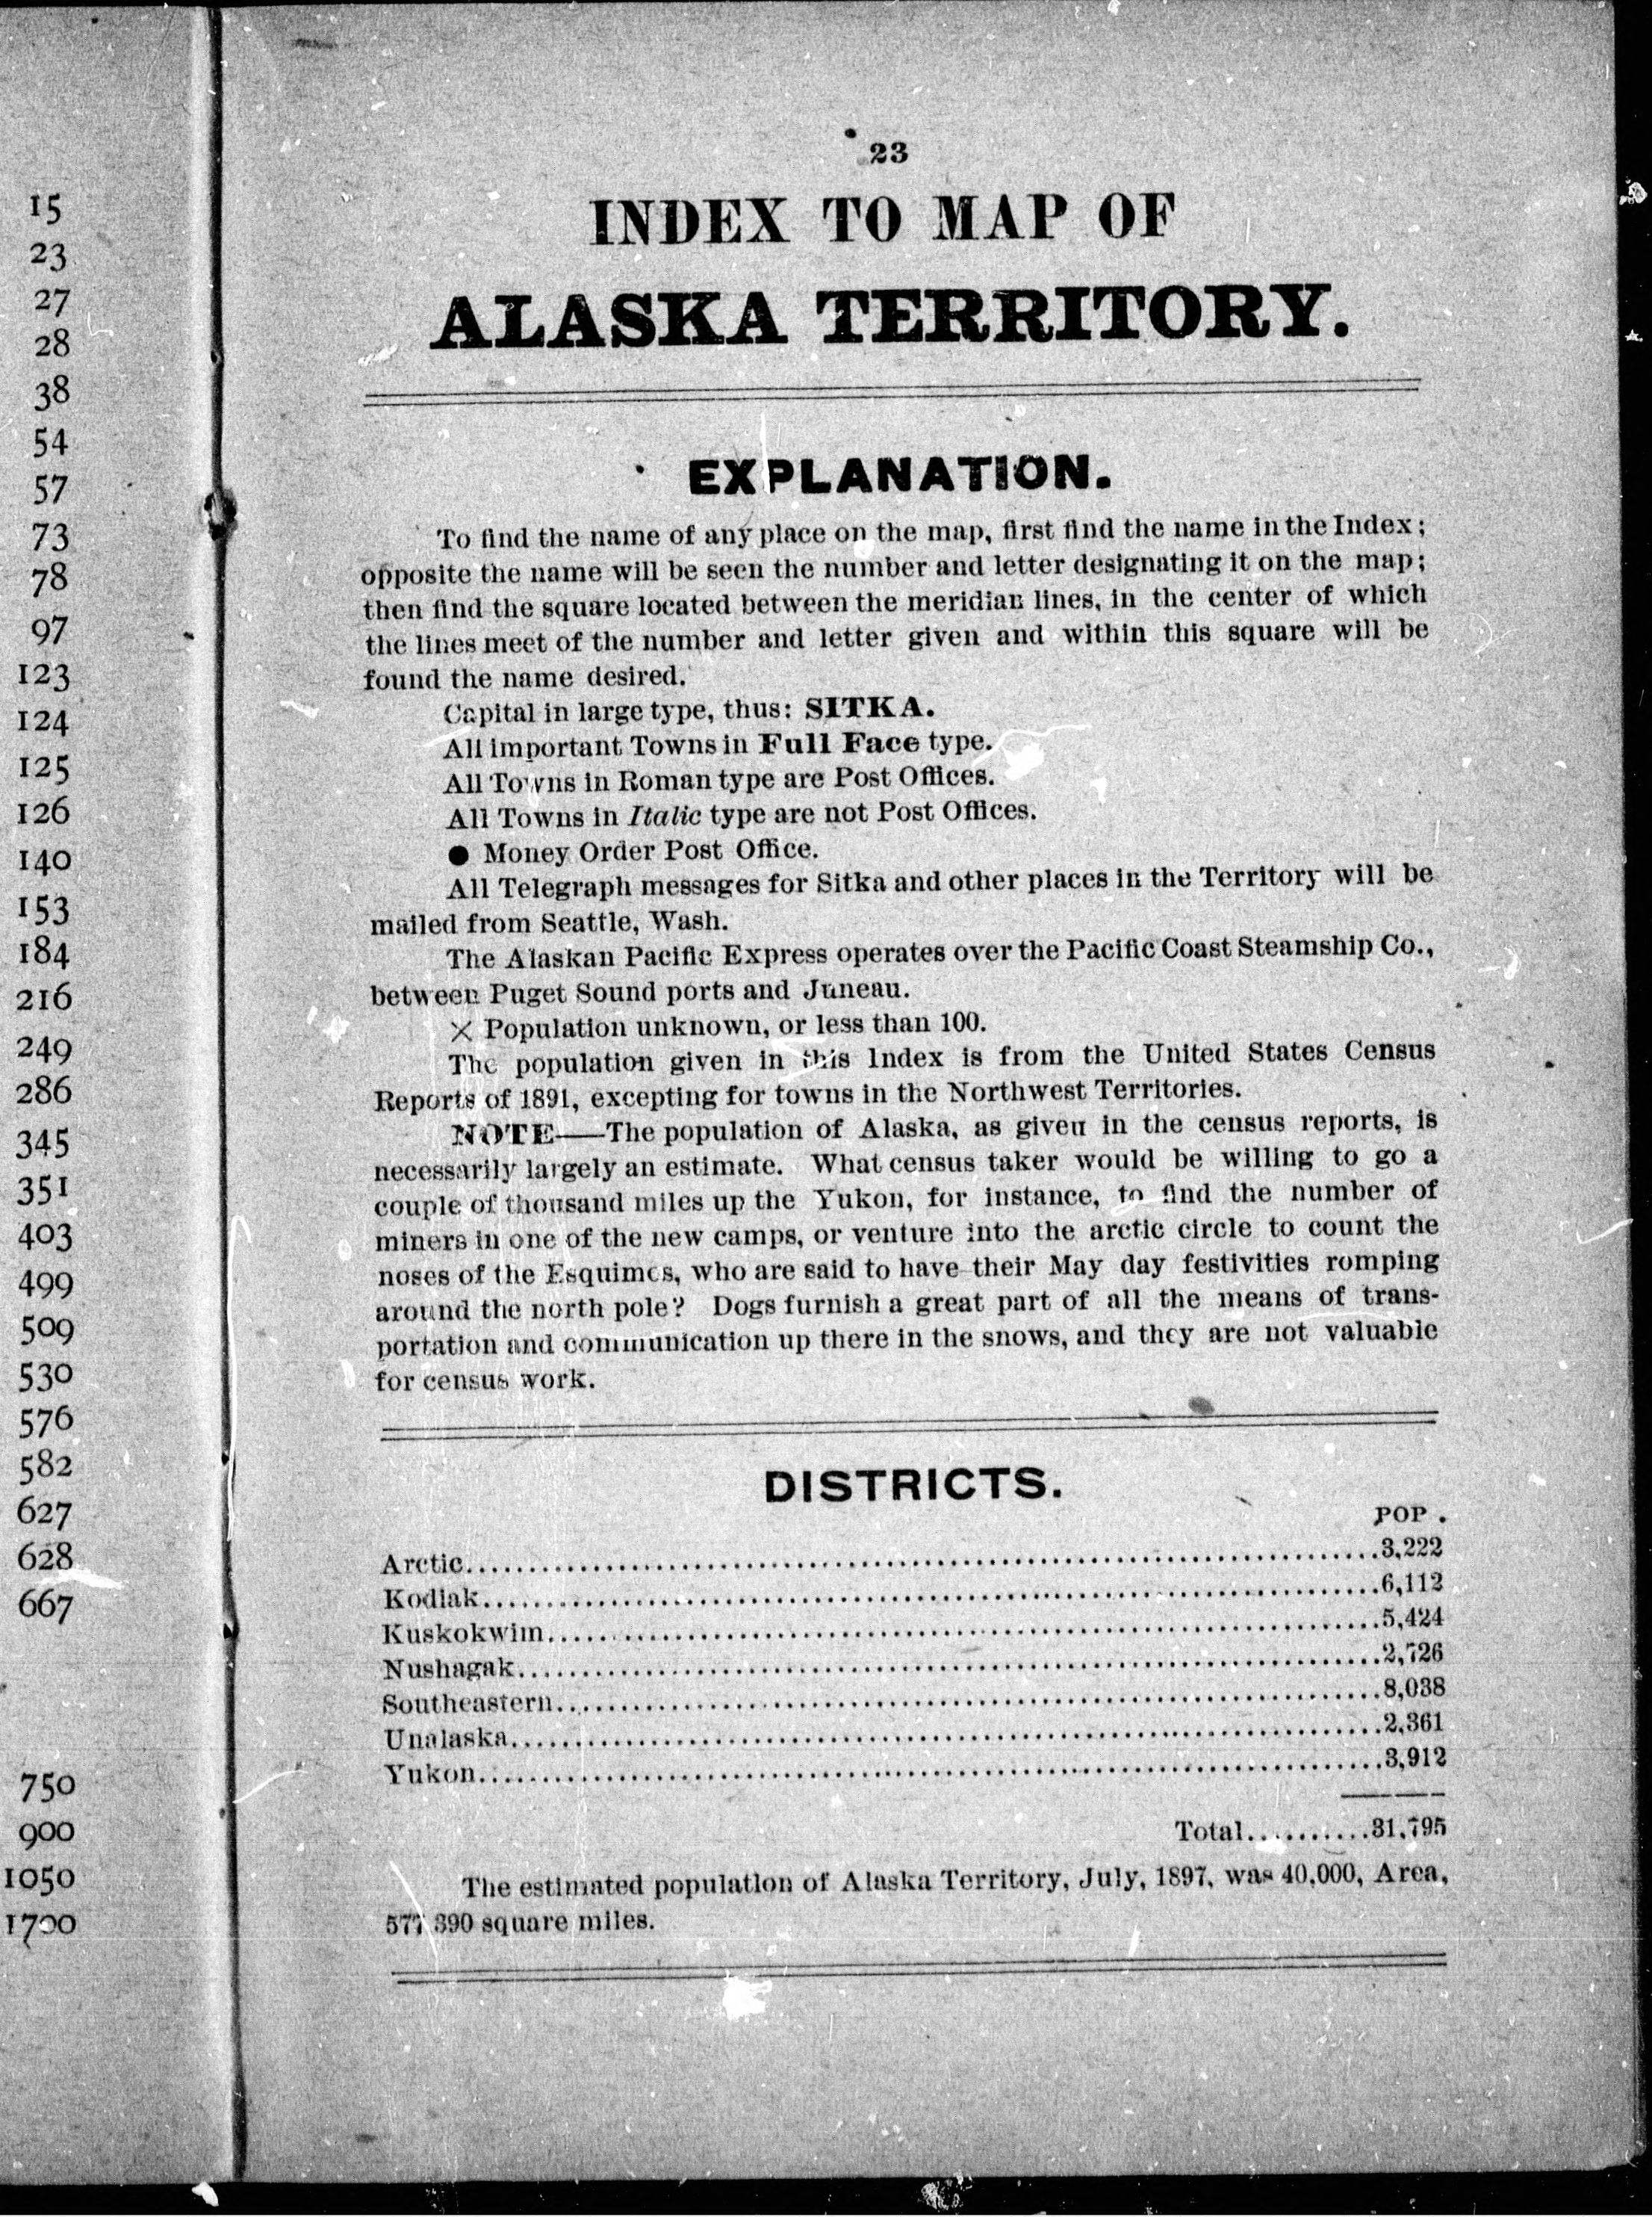 15
23
27
28
38
54
57
73
78
97
123
124
125
126
140
153
184
216
249
286
345
351
403
499
509
530
576
582
627
628
667
750
900
1050
1700
23
INDEX TO MAP OF
ALASKA TERRITORY.
EXPLANATION.
To find the name of any place on the map, first find the name in the Index;
opposite the name will be seen the number and letter designating it on the map;
then find the square located between the meridian lines, in the center of which
the lines meet of the number and letter given and within this square will be
found the name desired.
Capital in large type, thus: SITKA.
All important Towns in Full Face type.
All Towns in Roman type are Post Offices.
All Towns in Italic type are not Post Offices.
● Money Order Post Office.
All Telegraph messages for Sitka and other places in the Territory will be
mailed from Seattle, Wash.
The Alaskan Pacific Express operates over the Pacific Coast Steamship Co.,
between Puget Sound ports and Juneau.
× Population unknown, or less than 100.
The population given in this Index is from the United States Census
Reports of 1891, excepting for towns in the Northwest Territories.
NOTE—The population of Alaska, as given in the census reports, is
necessarily largely an estimate. What census taker would be willing to go a
couple of thousand miles up the Yukon, for instance, to find the number of
miners in one of the new camps, or venture into the arctic circle to count the
noses of the Esquimos, who are said to have their May day festivities romping
around the north pole? Dogs furnish a great part of all the means of trans-
portation and communication up there in the snows, and they are not valuable
for census work.
DISTRICTS.
POP.
Arctic....................3,222
Kodiak....................6,112
Kuskokwim....................5,424
Nushagak....................2,726
Southeastern....................8,038
Unalaska....................2,361
Yukon....................3,912
Total...........31,795
The estimated population of Alaska Territory, July, 1897, was 40,000, Area,
577,390 square miles.